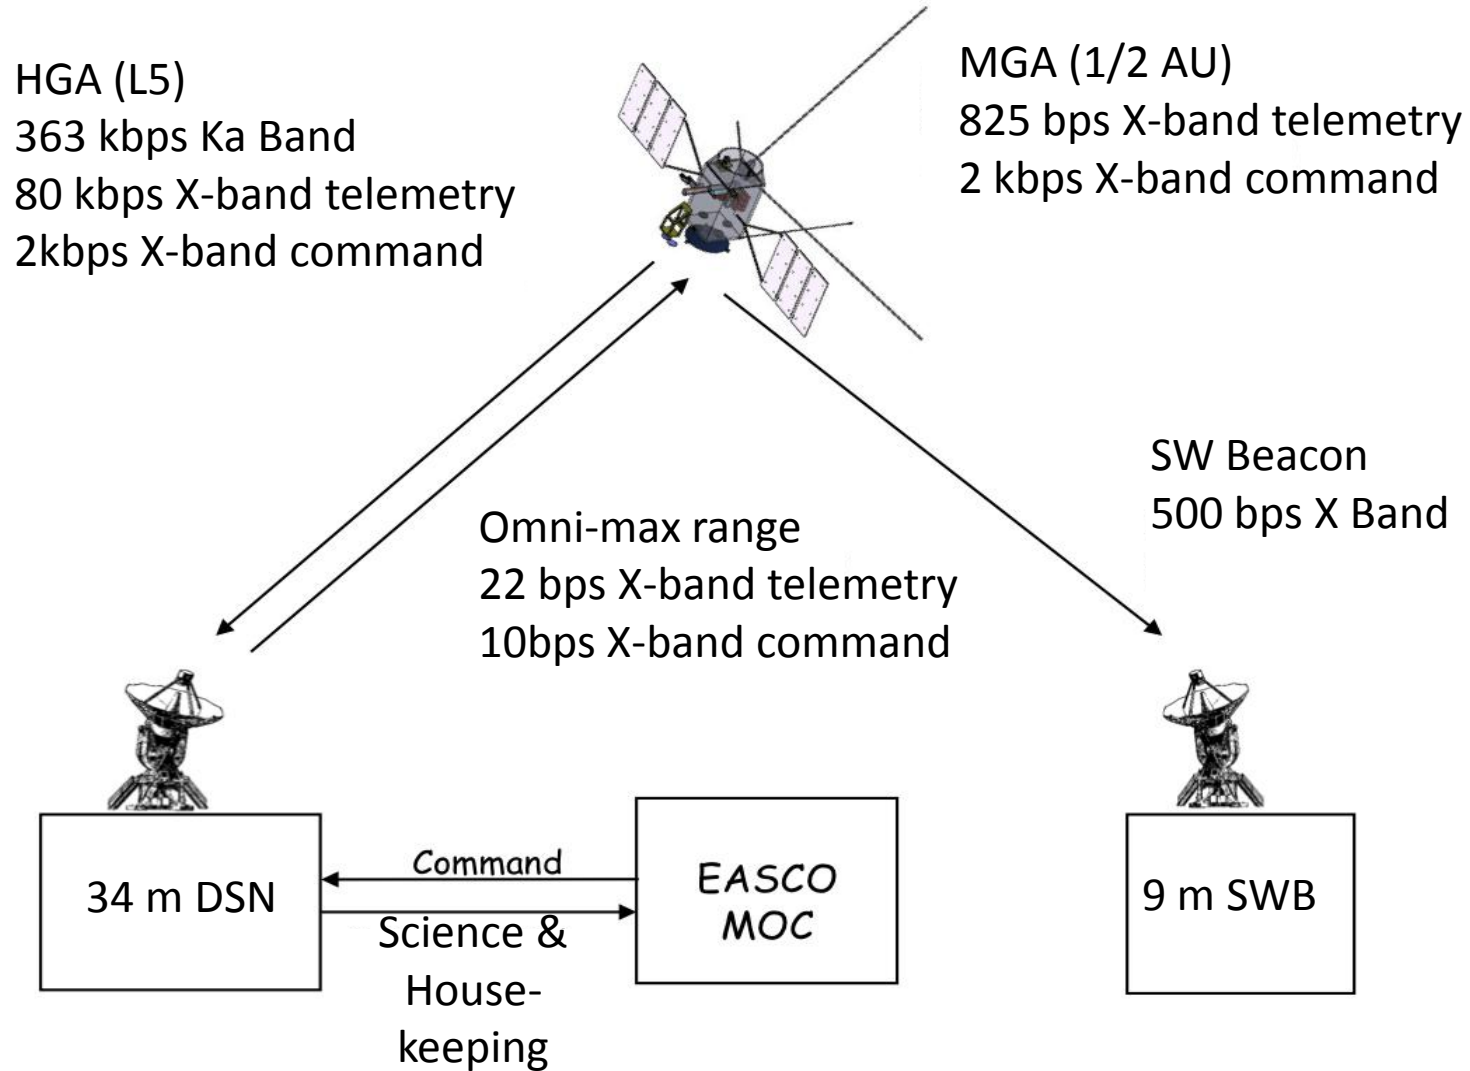 HGA (L5)
363 kbps Ka Band
80 kbps X-band telemetry
2kbps X-band command
MGA (1/2 AU)
825 bps X-band telemetry
2 kbps X-band command
SW Beacon
500 bps X Band
Omni-max range
22 bps X-band telemetry
10bps X-band command
34 m DSN
Command
Science &
House-
keeping
EASCO
MOC
9 m SWB